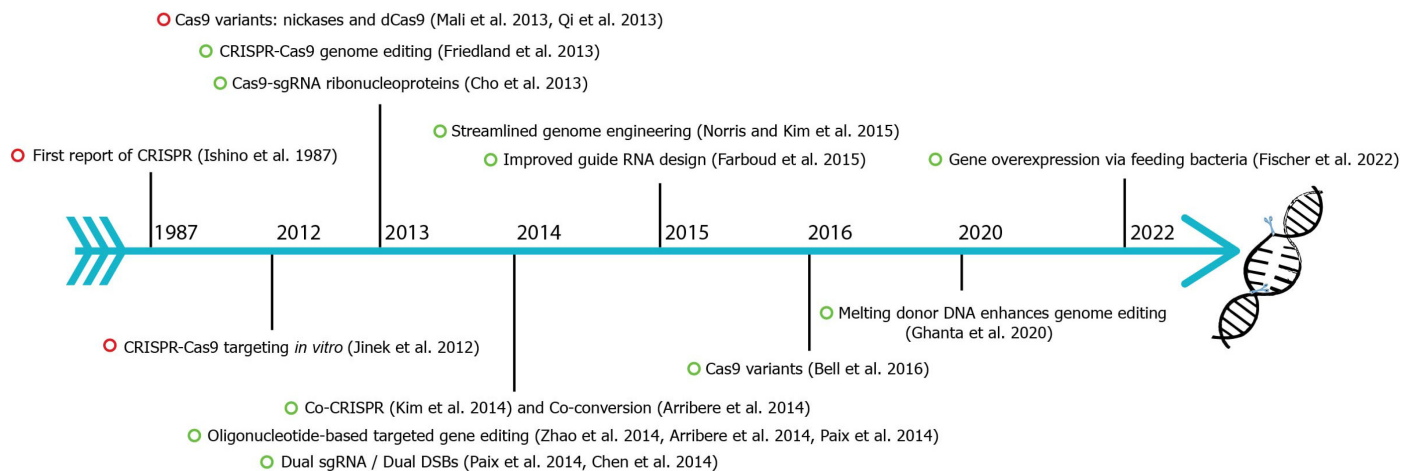 Cas9 variants: nickases and dCas9 (Mali et al. 2013, Qi et al. 2013)
CRISPR-Cas9 genome editing (Friedland et al. 2013)
Cas9-sgRNA ribonucleoproteins (Cho et al. 2013)
Streamlined genome engineering (Norris and Kim et al. 2015)
First report of CRISPR (Ishino et al. 1987)
Improved guide RNA design (Farboud et al. 2015)
Gene overexpression via feeding bacteria (Fischer et al. 2022)
1987
2012
2013
2014
2015
2016
2020
2022
Melting donor DNA enhances genome editing
(Ghanta et al. 2020)
CRISPR-Cas9 targeting in vitro (Jinek et al. 2012)
Cas9 variants (Bell et al. 2016)
Co-CRISPR (Kim et al. 2014) and Co-conversion (Arribere et al. 2014)
Oligonucleotide-based targeted gene editing (Zhao et al. 2014, Arribere et al. 2014, Paix et al. 2014)
Dual sgRNA / Dual DSBs (Paix et al. 2014, Chen et al. 2014)